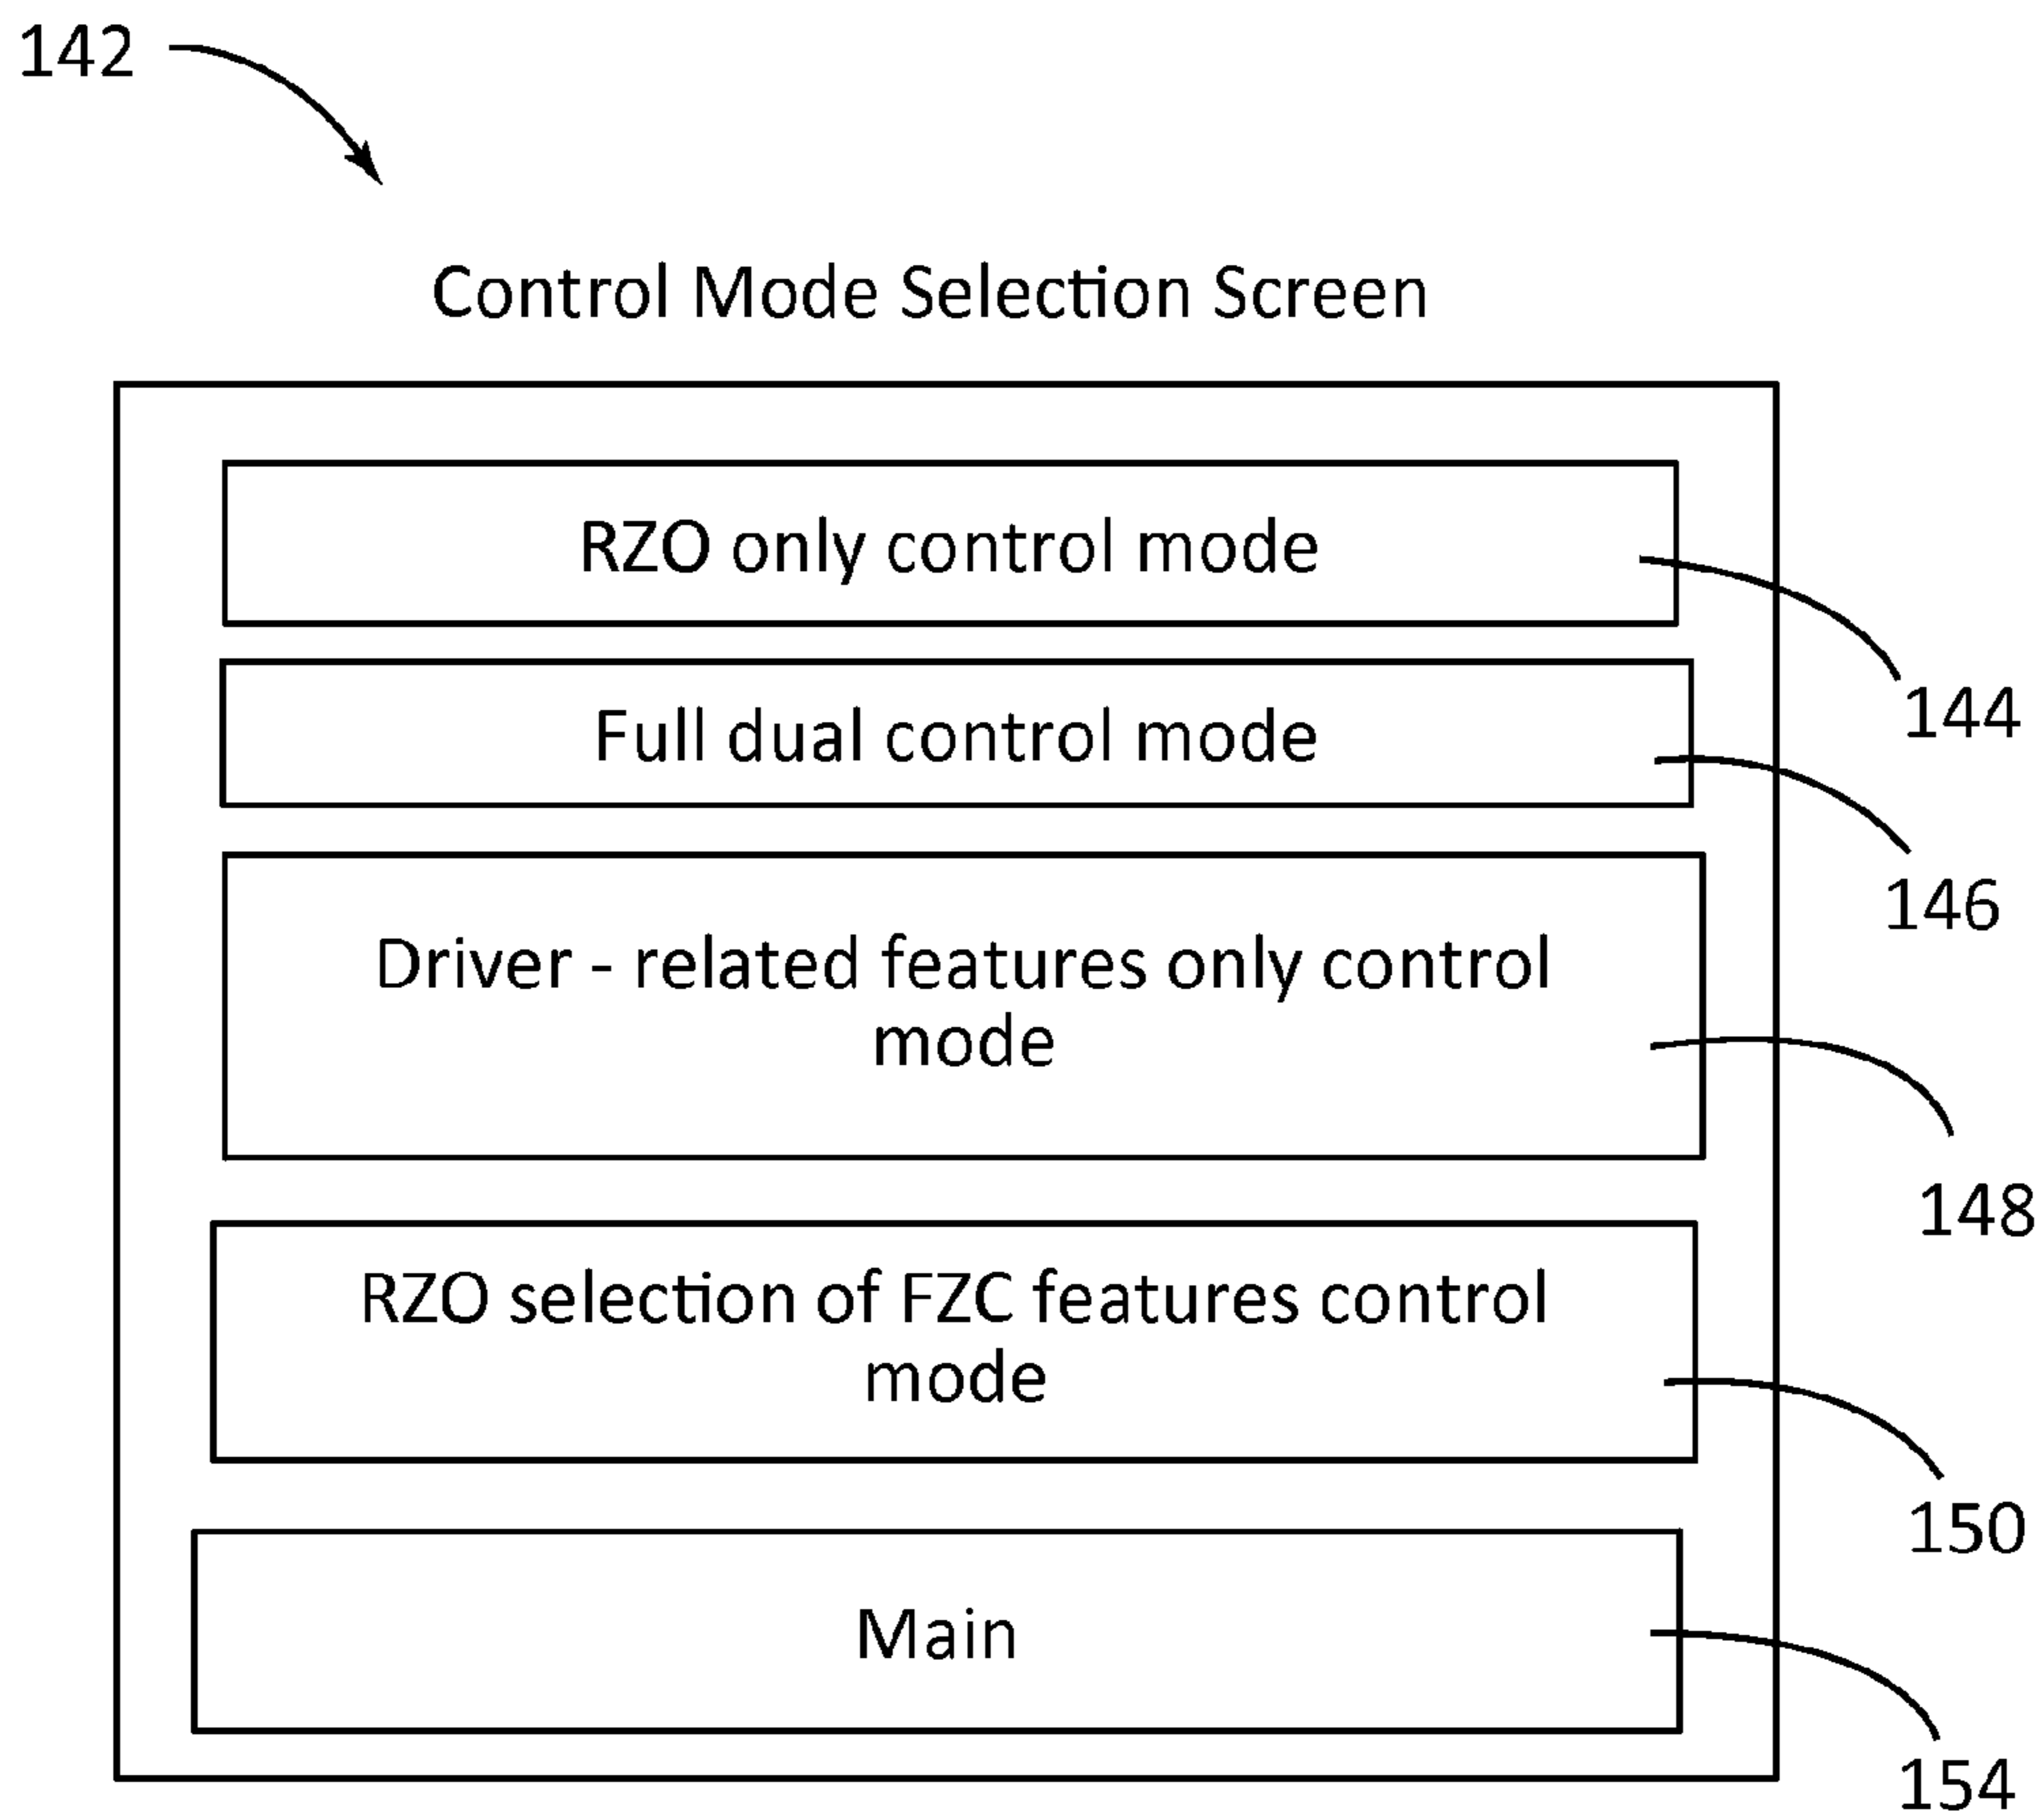 142
Control Mode Selection Screen
RZO only control mode
144
Full dual control mode
146
Driver - related features only control
mode
148
RZO selection of FZC features control
mode
150
Main
154